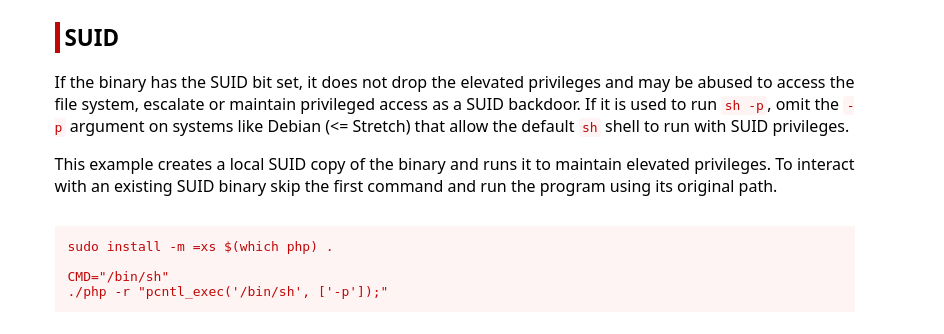 SUID
If the binary has the SUID bit set, it does not drop the elevated privileges and may be abused to access the
file system, escalate or maintain privileged access as a SUID backdoor. If it is used to run sh -p, omit the -
p argument on systems like Debian (<= Stretch) that allow the default sh shell to run with SUID privileges.
This example creates a local SUID copy of the binary and runs it to maintain elevated privileges. To interact
with an existing SUID binary skip the first command and run the program using its original path.
sudo install -m =xs $(which php) .
CMD="/bin/sh"
./php -r "pcntl_exec('/bin/sh', ['-p']);"